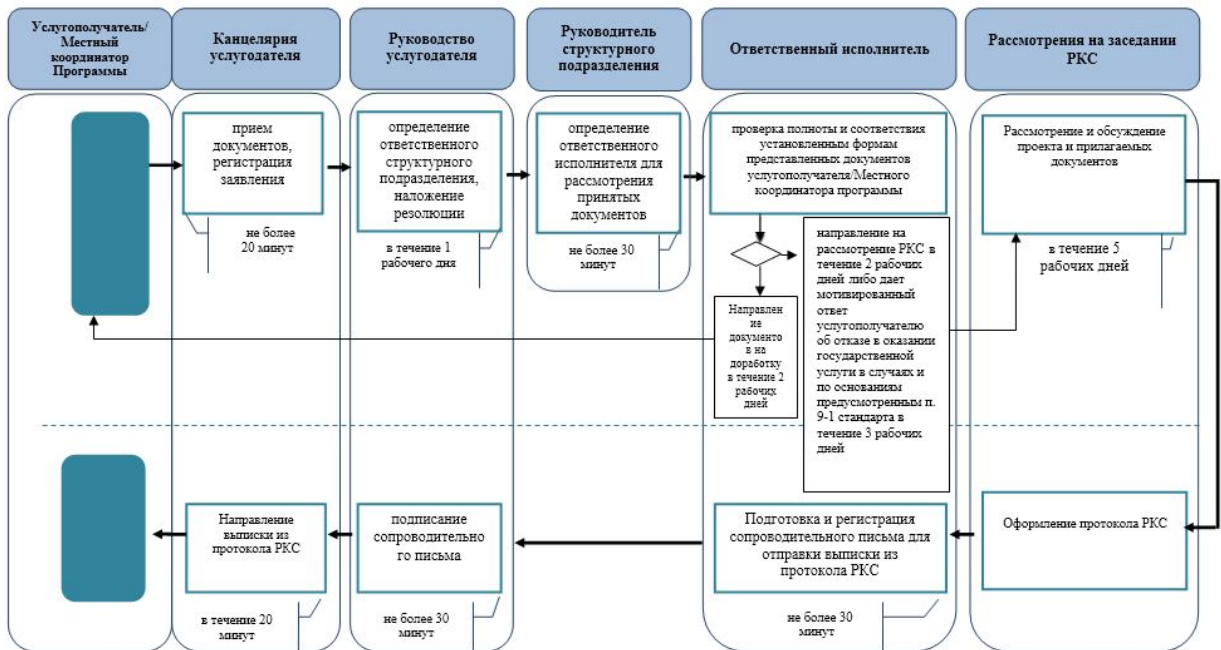 Услугополучатель/
Местный
координатор
Программы
Канцелярия
услугодателя
Руководство
услугодателя
Руководитель
структурного
подразделения
Ответственный исполнитель
Рассмотрения на заседании
РКС
прием
документов,
регистрация
заявления
не более
20 минут
определение
ответственного
структурного
подразделения,
наложение
резолюции
в течение 1
рабочего дня
определение
ответственного
исполнителя для
рассмотрения
принятых
документов
не более 30
минут
проверка полноты и соответствия
установленным формам
представленных документов
услугополучателя/Местного
координатора программы
Направлен
ие
документо
в на
доработку
в течение 2
рабочих
дней
направление на
рассмотрение РКС в
течение 2 рабочих
дней либо дает
мотивированный
ответ
услугополучателю
об отказе в оказании
государственной
услуги в случаях и
по основаниям
предусмотренным п.
9-1 стандарта в
течение 3 рабочих
дней
Рассмотрение и обсуждение
проекта и прилагаемых
документов
в течение 5
рабочих дней
Направление
выписки из
протокола РКС
в течение 20
минут
подписание
сопроводительно
го письма
не более 30
минут
Подготовка и регистрация
сопроводительного письма для
отправки выписки из
протокола РКС
не более 30
минут
Оформление протокола РКС